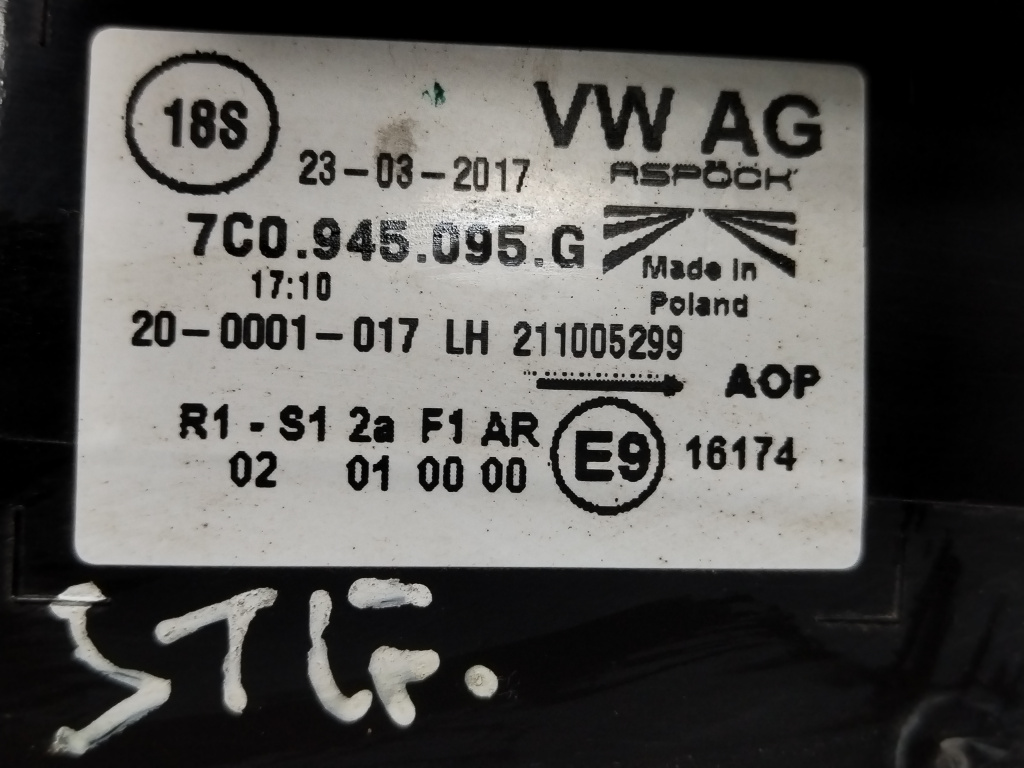 18S
VW AG
23-03-2017
ASPÖCK
7C0.945.095.G
Made in
Poland
17:10
20-0001-017 LH 211005299
AOP
R1 - S1 2a F1 AR
02 01 00 00
E9 16174